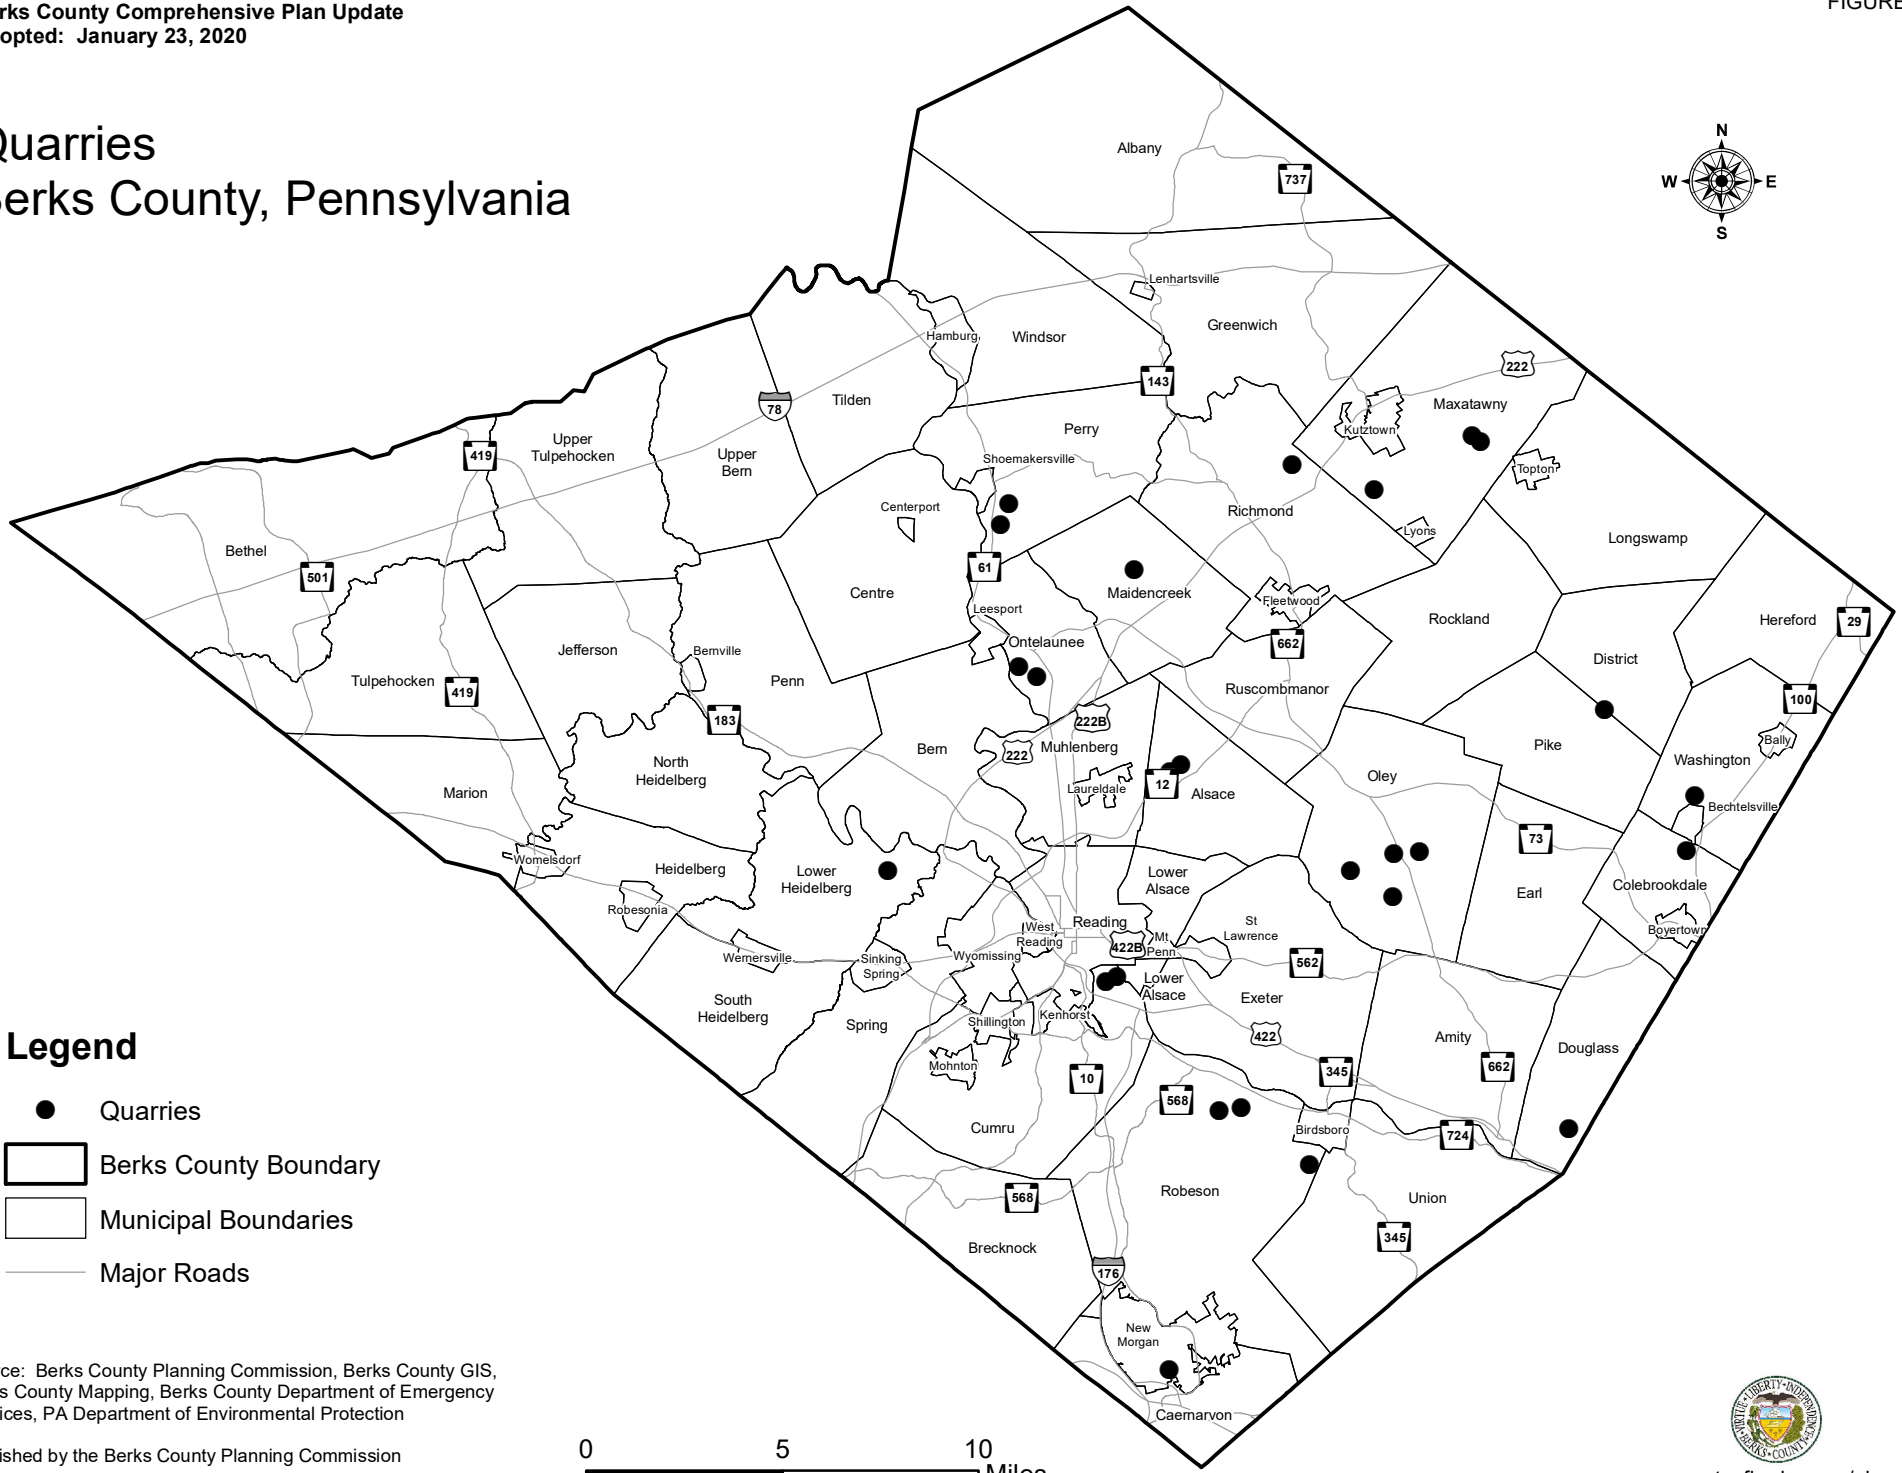 rks County Comprehensive Plan Update
opted: January 23, 2020
FIGURE
Quarries
Berks County, Pennsylvania
N
W
E
S
Albany
737
Lenhartsville
Hamburg
Windsor
Greenwich
222
143
78
Tilden
Maxatawny
Kutztown
Perry
419
Upper
Tulpehocken
Upper
Bern
Shoemakersville
Topton
Centerport
Richmond
Lyons
Longswamp
Bethel
501
61
Centre
Maidencreek
Fleetwood
Leesport
Rockland
Hereford
29
Ontelaunee
662
Jefferson
Bernville
District
Tulpehocken
419
Penn
Ruscombmanor
100
183
222B
Bern
222
Muhlenberg
Pike
Bally
Washington
North
Heidelberg
Oley
Laureldale
12
Alsace
Marion
Bechtelsville
73
Womelsdorf
Heidelberg
Lower
Heidelberg
Lower
Alsace
Earl
Colebrookdale
Robesonia
Reading
West
Reading
St
Lawrence
Boyertown
422B
Mt
Penn
Wernersville
Sinking
Spring
Wyomissing
562
Lower
Alsace
Exeter
South
Heidelberg
Spring
Shillington
Kenhorst
422
Amity
Douglass
Mohnton
10
345
662
568
Cumru
Birdsboro
724
568
Robeson
Union
Brecknock
345
176
New
Morgan
Caernarvon
Legend
Quarries
Berks County Boundary
Municipal Boundaries
Major Roads
rce: Berks County Planning Commission, Berks County GIS,
s County Mapping, Berks County Department of Emergency
ices, PA Department of Environmental Protection
ished by the Berks County Planning Commission
0 5 10
Miles
VIRTUE LIBERTY INDEPENDENCE
BERKS COUNTY